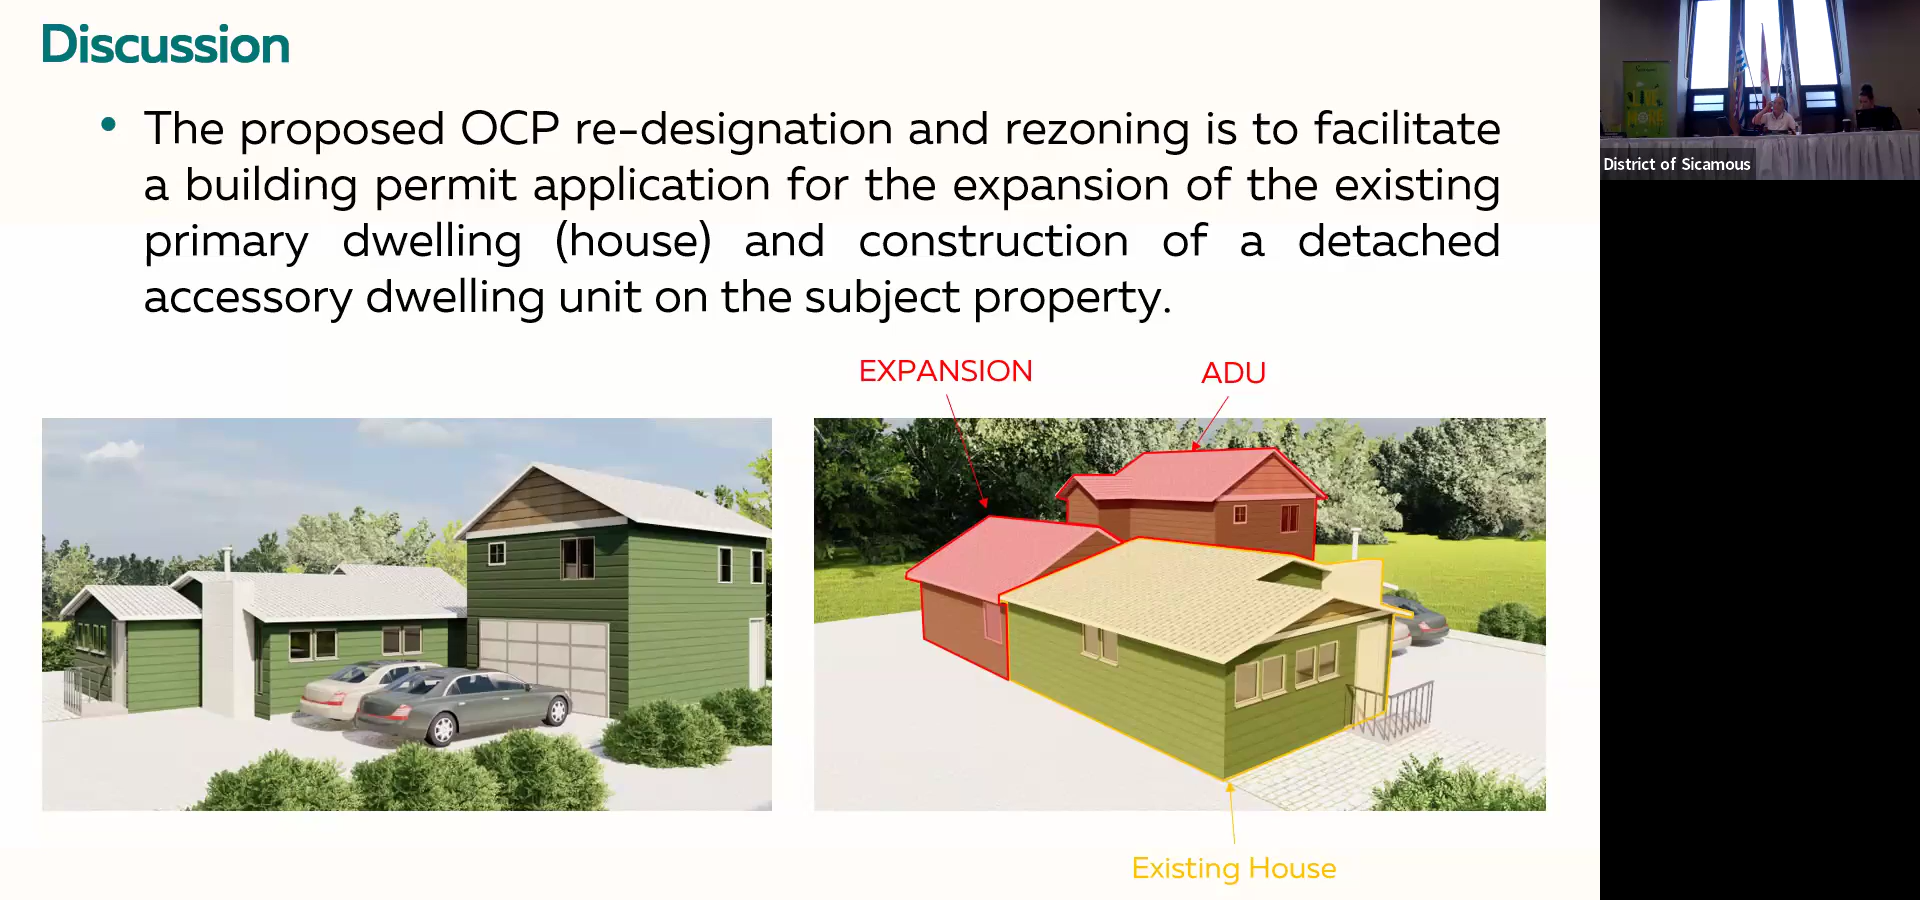 Discussion
• The proposed OCP re-designation and rezoning is to facilitate
a building permit application for the expansion of the existing
primary dwelling (house) and construction of a detached
accessory dwelling unit on the subject property.
EXPANSION
ADU
Existing House
District of Sicamous